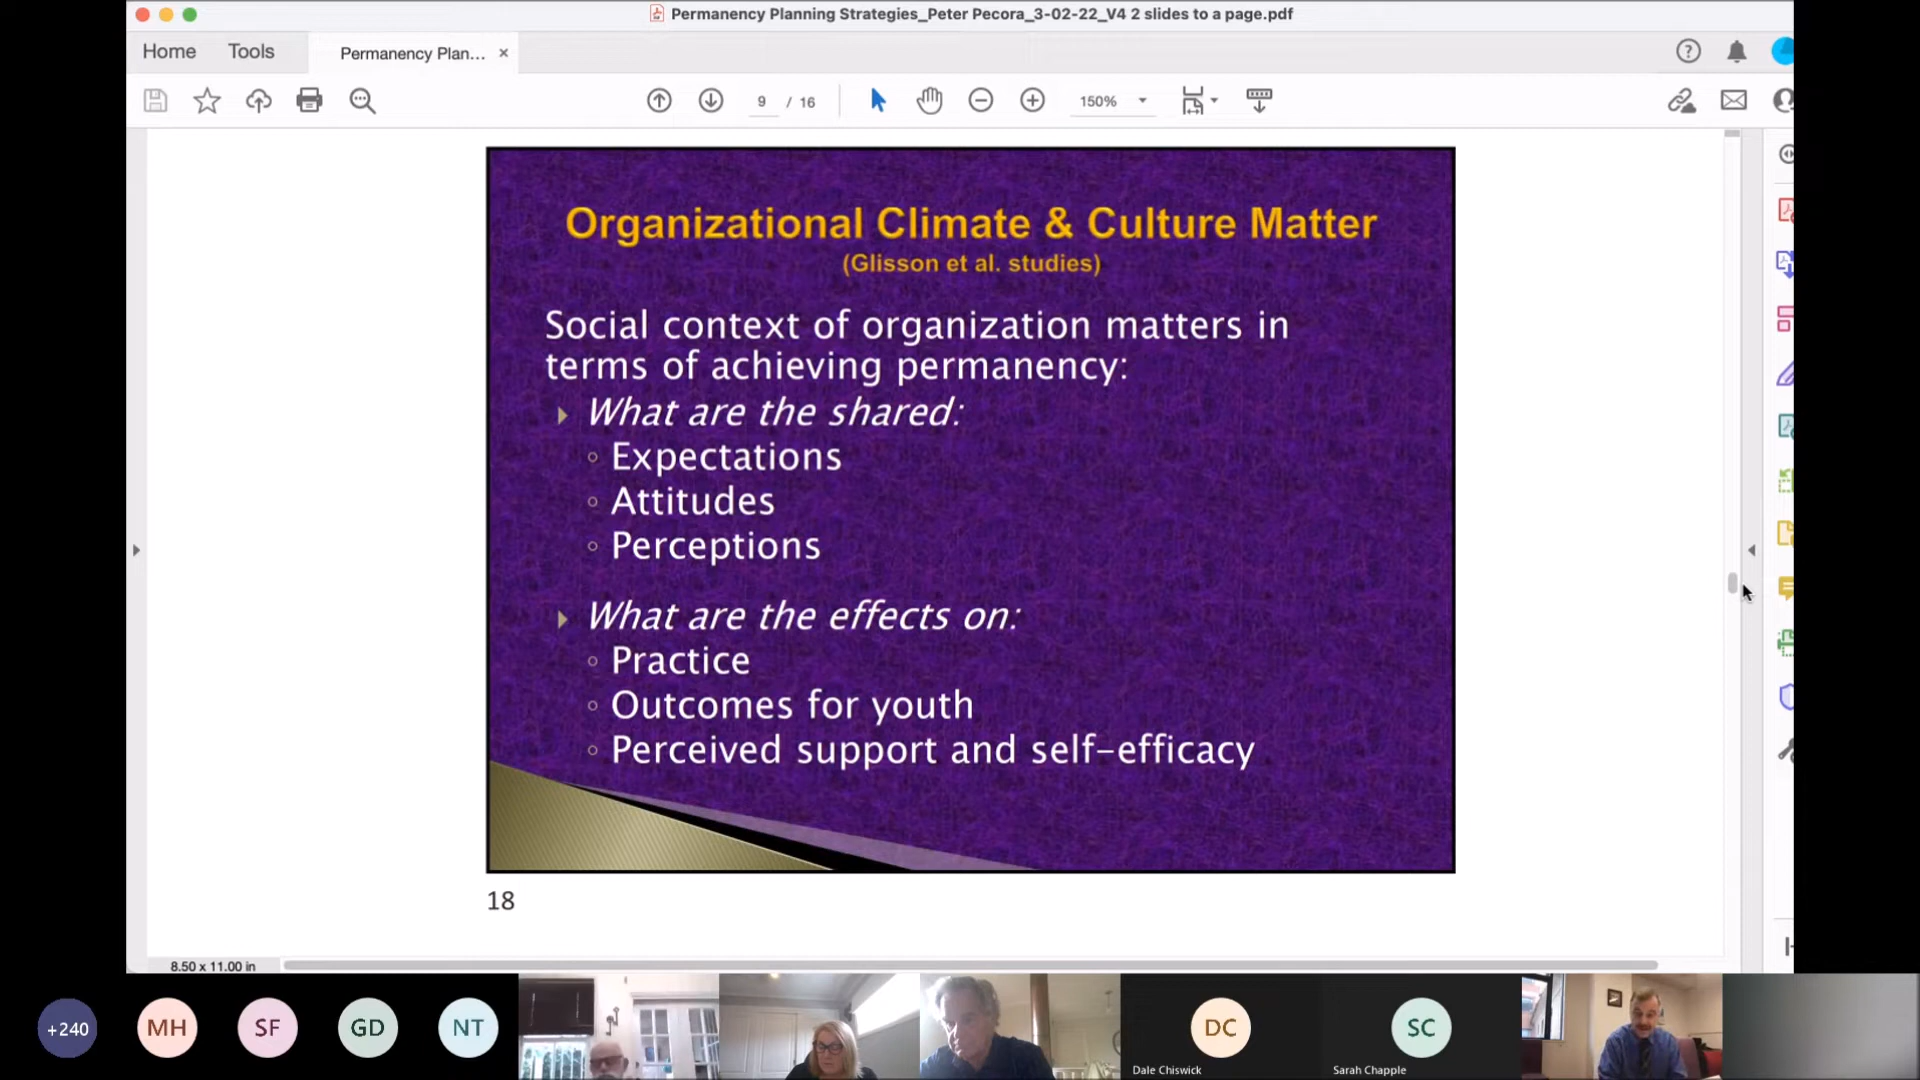 Permanency Planning Strategies_Peter Pecora_3-02-22_V4 2 slides to a page.pdf
Home
Tools
Permanency Plan...
9 / 16
150%
Organizational Climate & Culture Matter
(Glisson et al. studies)
Social context of organization matters in
terms of achieving permanency:
What are the shared:
Expectations
Attitudes
Perceptions
What are the effects on:
Practice
Outcomes for youth
Perceived support and self-efficacy
18
8.50 x 11.00 in
+240
MH
SF
GD
NT
DC
Dale Chiswick
SC
Sarah Chapple